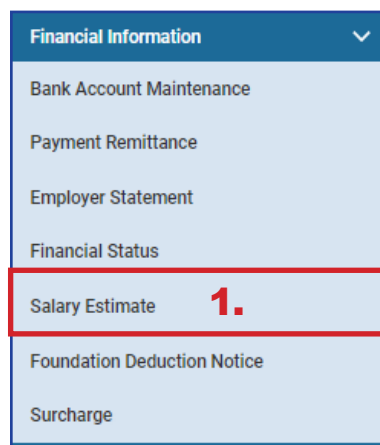 Financial Information
Bank Account Maintenance
Payment Remittance
Employer Statement
Financial Status
Salary Estimate 1.
Foundation Deduction Notice
Surcharge